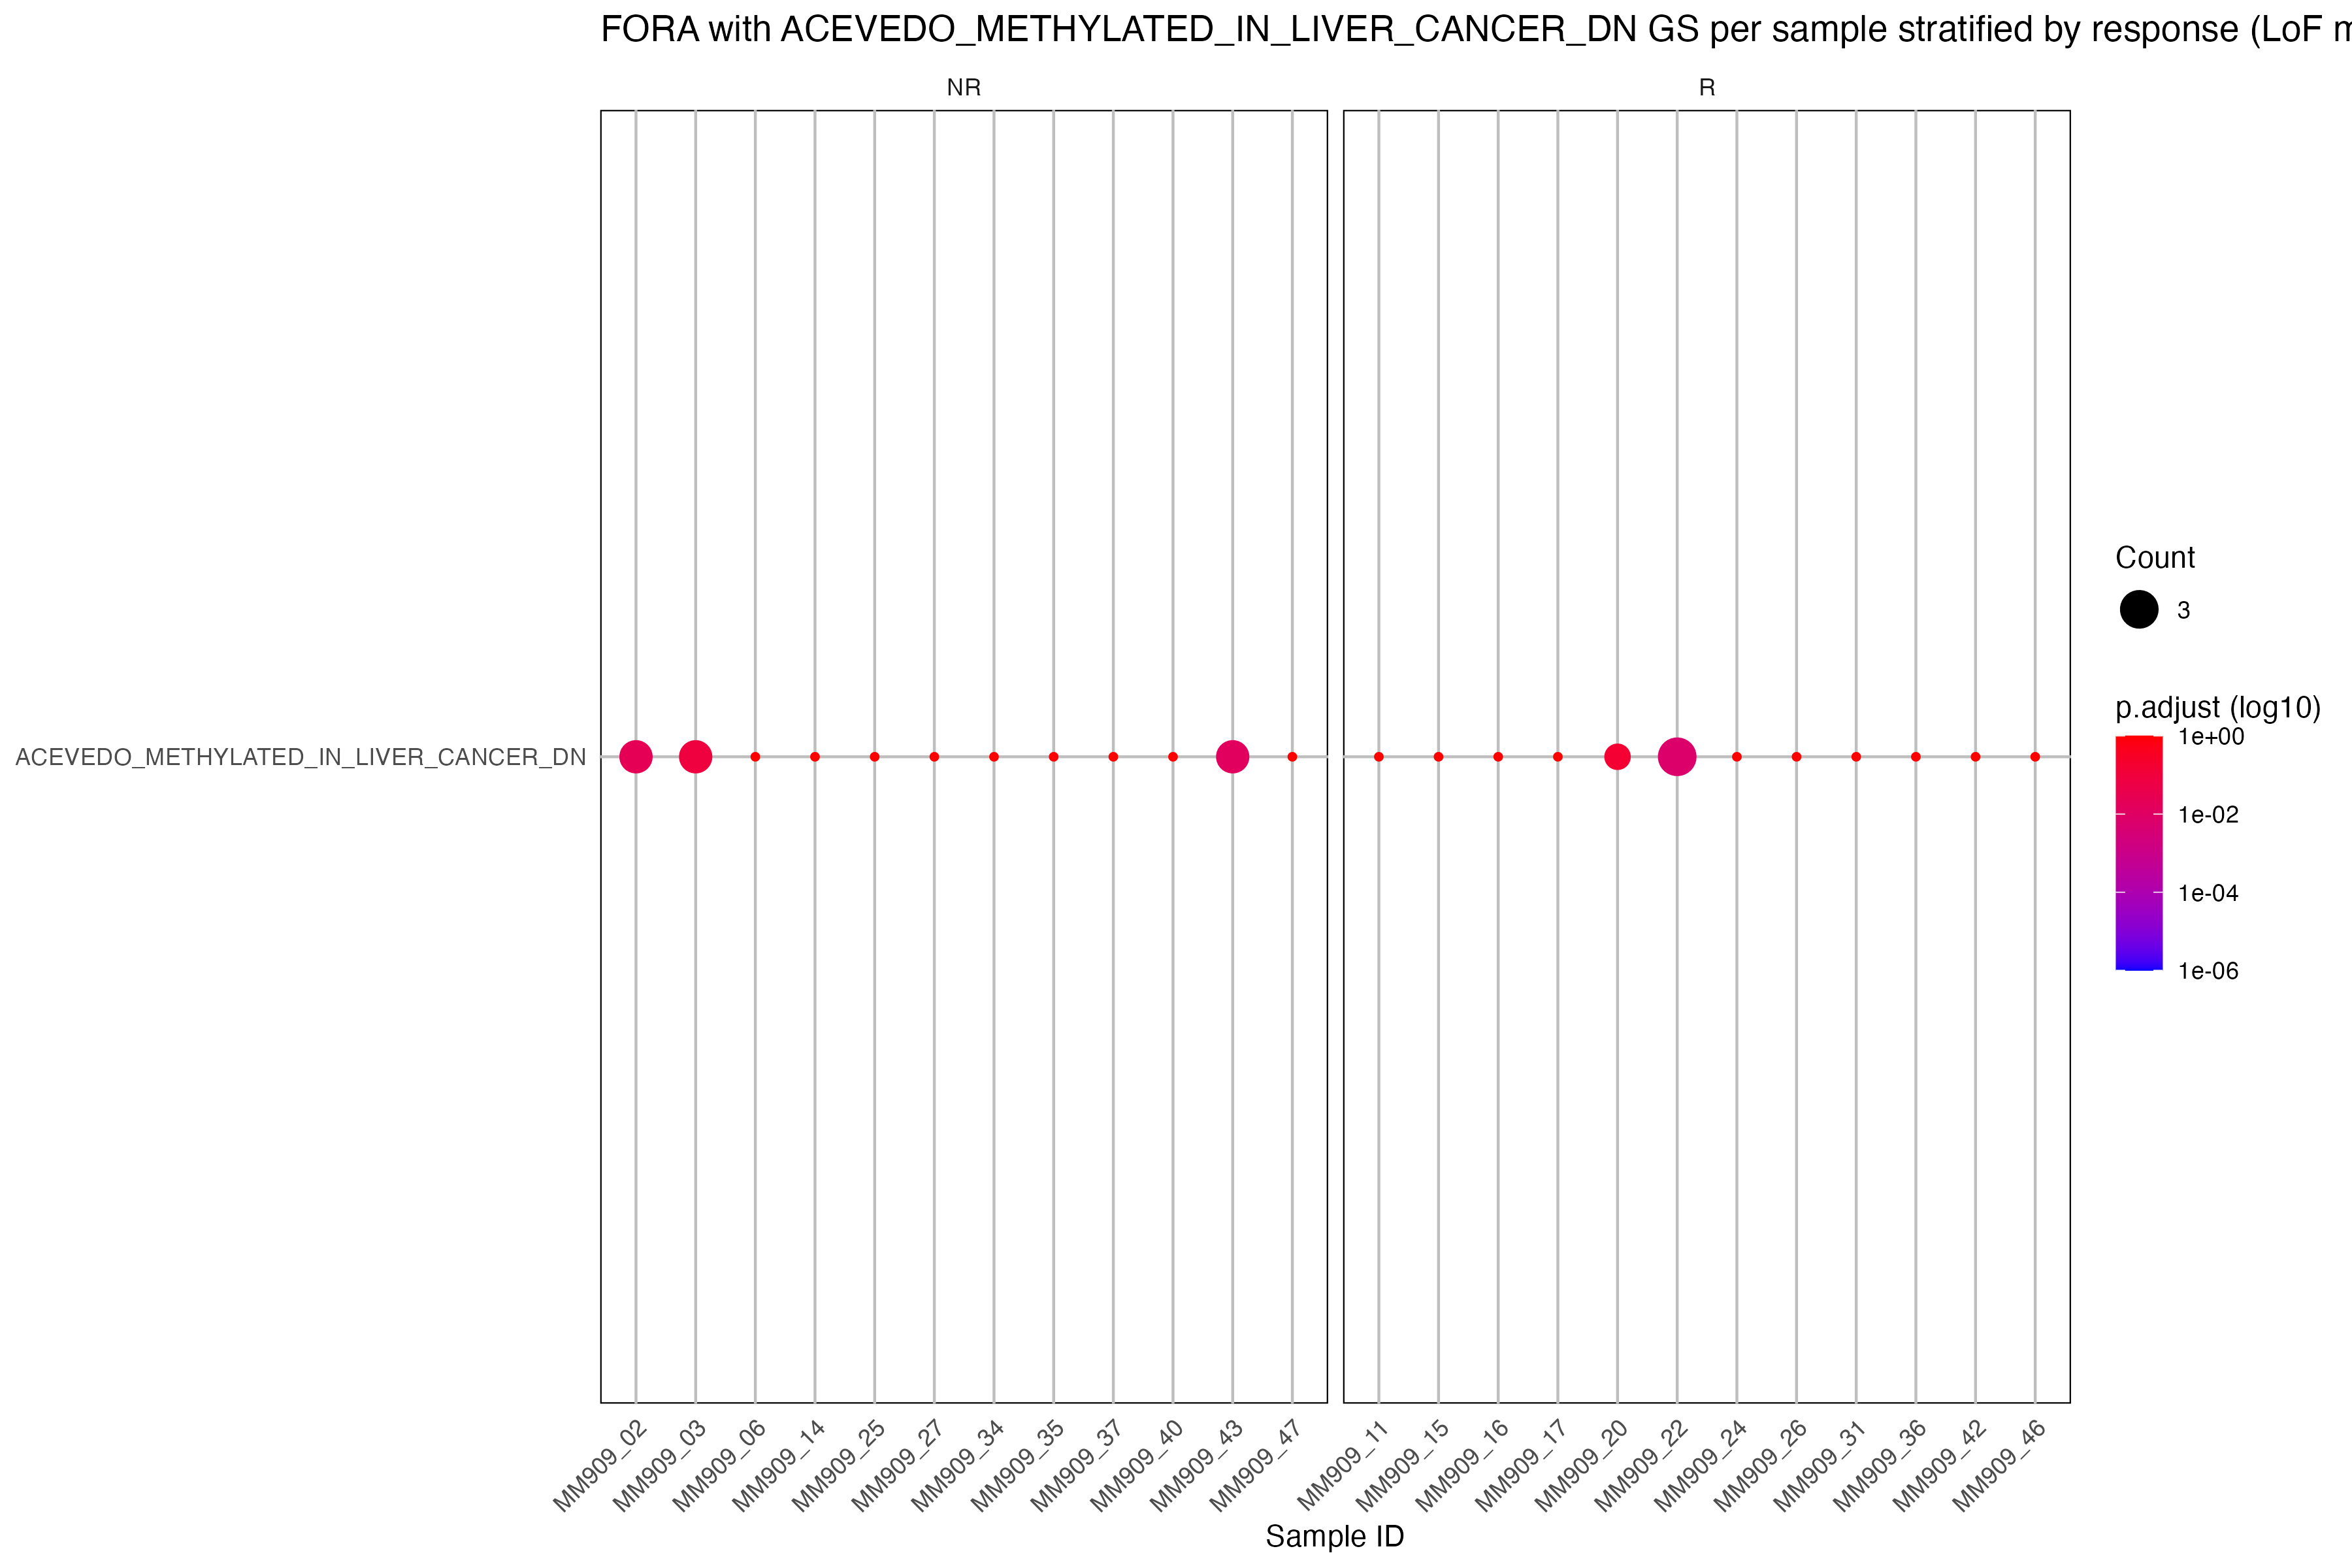 FORA with ACEVEDO_METHYLATED_IN_LIVER_CANCER_DN GS per sample stratified by response (LoF
NR
R
ACEVEDO_METHYLATED_IN_LIVER_CANCER_DN
Count
3
p.adjust (log10)
1e+00
1e-02
1e-04
1e-06
MM909_02
MM909_03
MM909_06
MM909_14
MM909_25
MM909_27
MM909_34
MM909_35
MM909_37
MM909_40
MM909_43
MM909_47
MM909_11
MM909_15
MM909_16
MM909_17
MM909_20
MM909_22
MM909_24
MM909_26
MM909_31
MM909_36
MM909_42
MM909_46
Sample ID